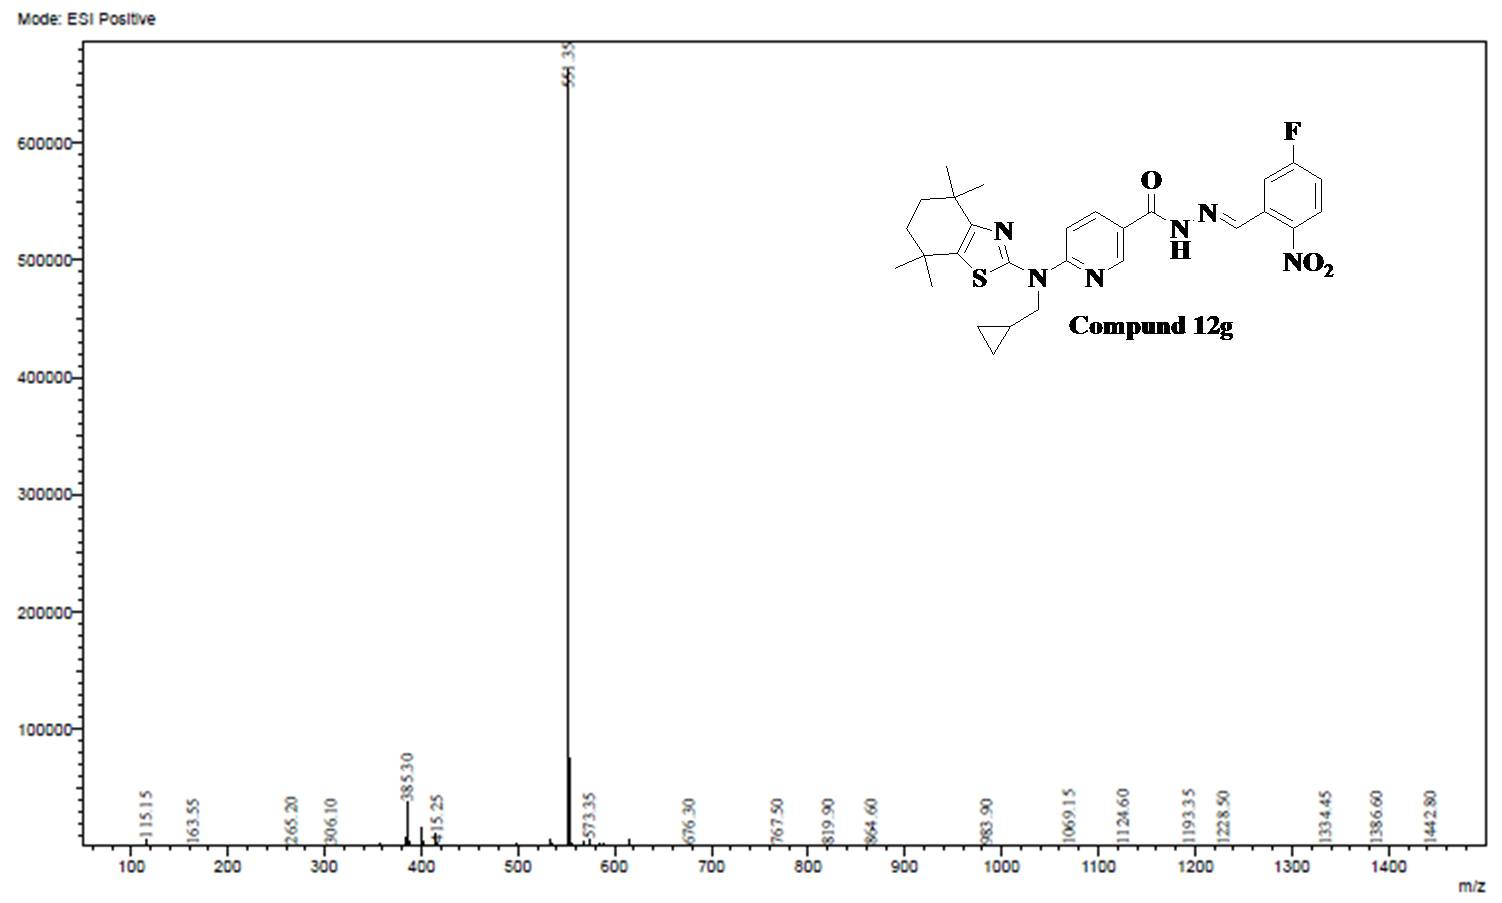 Mode: ESI Positive
551.35
600000
500000
400000
300000
200000
100000
F
O
N
N
N
H
S
N
N
NO2
Compund 12g
115.15
163.55
265.20
306.10
385.30
415.25
573.35
676.30
767.50
819.90
864.60
983.90
1069.15
1124.60
1193.35
1228.50
1334.45
1386.60
1442.80
100 200 300 400 500 600 700 800 900 1000 1100 1200 1300 1400
m/z